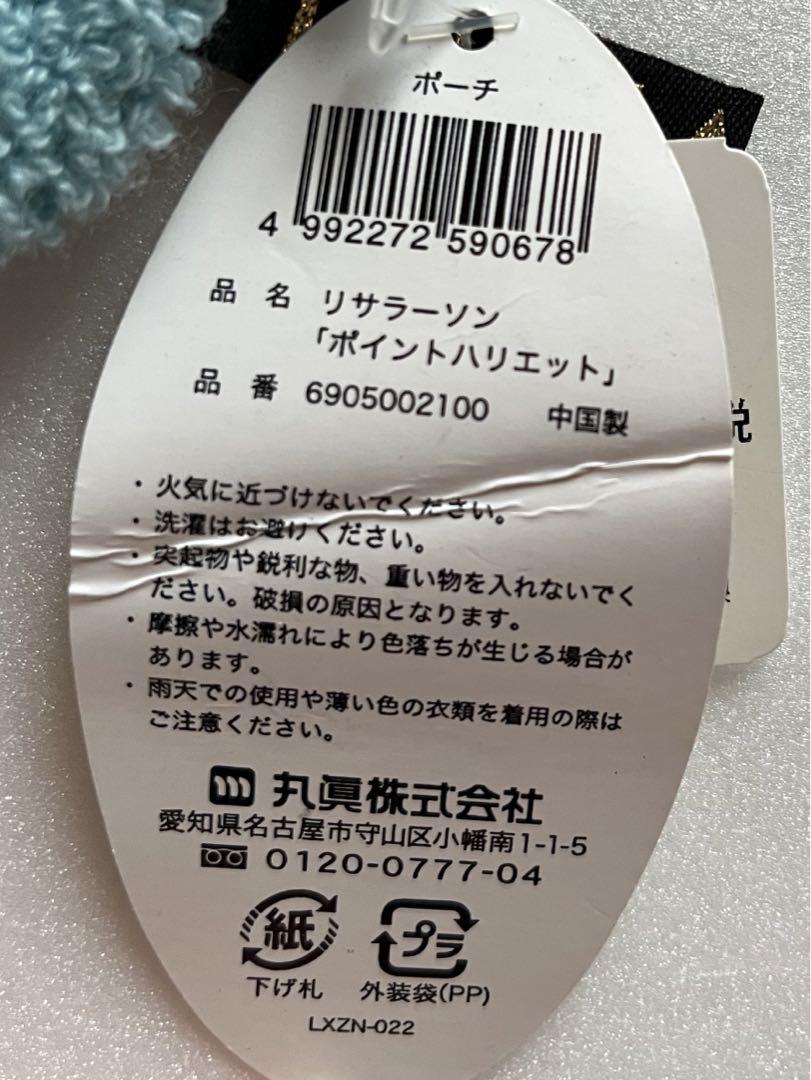 ポーチ
4 992272 590678
品 名 リサラーソン
「ポイントハリエット」
品 番 6905002100 中国製
・火気に近づけないでください。
・洗濯はお避けください。
・突起物や鋭利な物、重い物を入れないでく
ださい。破損の原因となります。
・摩擦や水濡れにより色落ちが生じる場合が
あります。
・雨天での使用や薄い色の衣類を着用の際は
ご注意ください。
丸眞株式会社
愛知県名古屋市守山区小幡南1-1-5
0120-0777-04
紙 プラ
下げ札 外装袋(PP)
LXZN-022